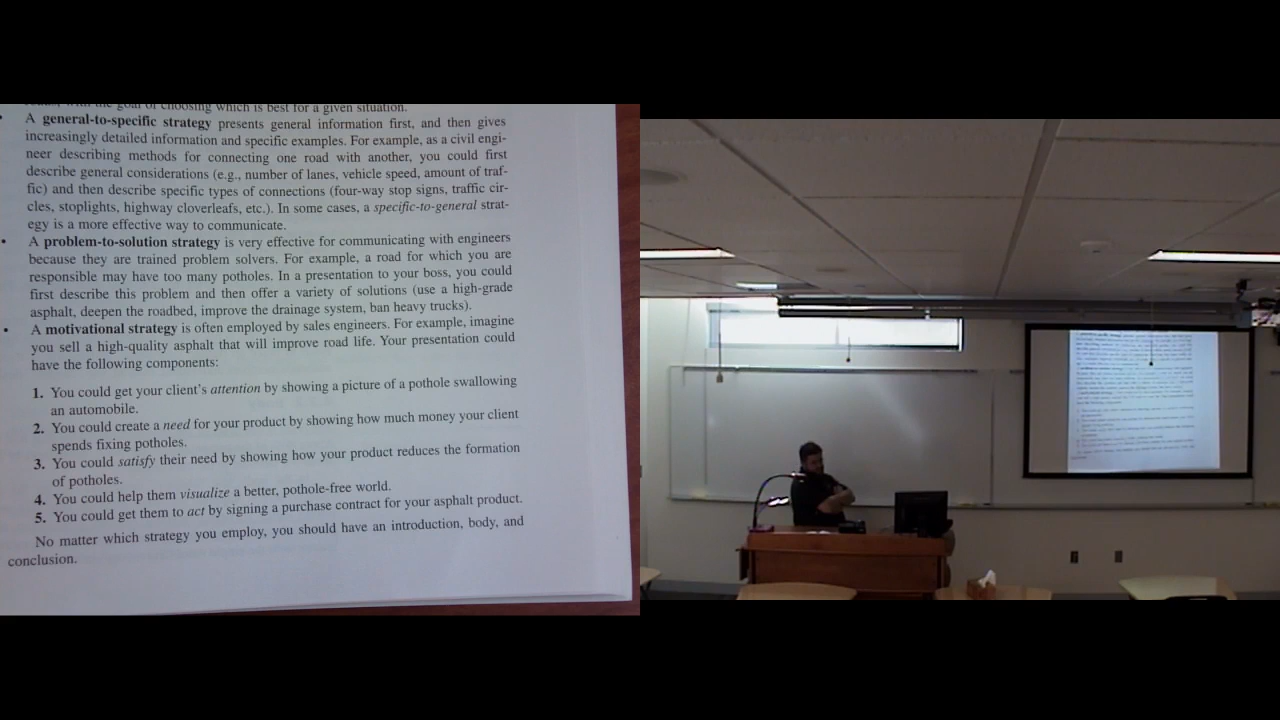 the goal of choosing which is best for a given situation.
• A general-to-specific strategy presents general information first, and then gives
increasingly detailed information and specific examples. For example, as a civil engi-
neer describing methods for connecting one road with another, you could first
describe general considerations (e.g., number of lanes, vehicle speed, amount of traf-
fic) and then describe specific types of connections (four-way stop signs, traffic cir-
cles, stoplights, highway cloverleafs, etc.). In some cases, a specific-to-general strat-
egy is a more effective way to communicate.
• A problem-to-solution strategy is very effective for communicating with engineers
because they are trained problem solvers. For example, a road for which you are
responsible may have too many potholes. In a presentation to your boss, you could
first describe this problem and then offer a variety of solutions (use a high-grade
asphalt, deepen the roadbed, improve the drainage system, ban heavy trucks).
• A motivational strategy is often employed by sales engineers. For example, imagine
you sell a high-quality asphalt that will improve road life. Your presentation could
have the following components:
1. You could get your client's attention by showing a picture of a pothole swallowing
an automobile.
2. You could create a need for your product by showing how much money your client
spends fixing potholes.
3. You could satisfy their need by showing how your product reduces the formation
of potholes.
4. You could help them visualize a better, pothole-free world.
5. You could get them to act by signing a purchase contract for your asphalt product.
No matter which strategy you employ, you should have an introduction, body, and
conclusion.